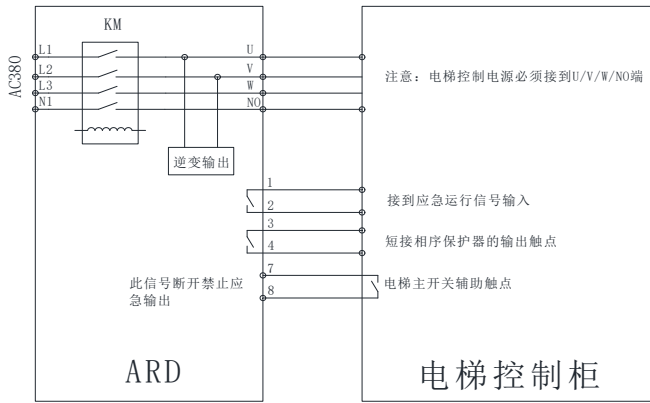 KM
AC380
L1
L2
L3
N1
U
V
W
NO
注意：电梯控制电源必须接到U/V/W/NO端
逆变输出
1
2
接到应急运行信号输入
3
4
短接相序保护器的输出触点
7
8
此信号断开禁止应
急输出
电梯主开关辅助触点
ARD
电梯控制柜